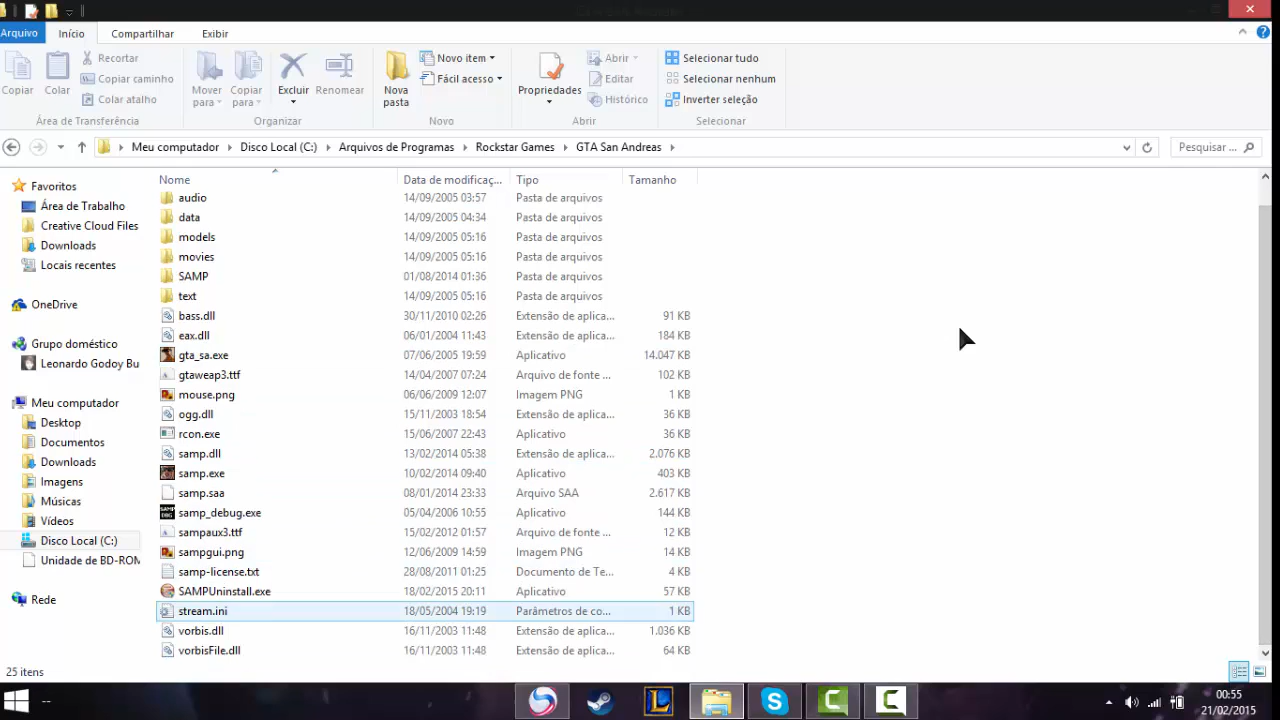 Arquivo Início Compartilhar Exibir
Copiar
Colar
Recortar
Copiar caminho
Colar atalho
Área de Transferência
Mover para
Copiar para
Excluir
Renomear
Organizar
Nova pasta
Novo item
Fácil acesso
Novo
Propriedades
Abrir
Editar
Histórico
Abrir
Selecionar tudo
Selecionar nenhum
Inverter seleção
Selecionar
Meu computador Disco Local (C:) Arquivos de Programas Rockstar Games GTA San Andreas
Pesquisar ...
Favoritos
Área de Trabalho
Creative Cloud Files
Downloads
Locais recentes
OneDrive
Grupo doméstico
Leonardo Godoy Bu
Meu computador
Desktop
Documentos
Downloads
Imagens
Músicas
Vídeos
Disco Local (C:)
Unidade de BD-ROM
Rede
Nome Data de modificaç... Tipo Tamanho
audio 14/09/2005 03:57 Pasta de arquivos
data 14/09/2005 04:34 Pasta de arquivos
models 14/09/2005 05:16 Pasta de arquivos
movies 14/09/2005 05:16 Pasta de arquivos
SAMP 01/08/2014 01:36 Pasta de arquivos
text 14/09/2005 05:16 Pasta de arquivos
bass.dll 30/11/2010 02:26 Extensão de aplica... 91 KB
eax.dll 06/01/2004 11:43 Extensão de aplica... 184 KB
gta_sa.exe 07/06/2005 19:59 Aplicativo 14.047 KB
gtaweap3.ttf 14/04/2007 07:24 Arquivo de fonte ... 102 KB
mouse.png 06/06/2009 12:07 Imagem PNG 1 KB
ogg.dll 15/11/2003 18:54 Extensão de aplica... 36 KB
rcon.exe 15/06/2007 22:43 Aplicativo 36 KB
samp.dll 13/02/2014 05:38 Extensão de aplica... 2.076 KB
samp.exe 10/02/2014 09:40 Aplicativo 403 KB
samp.saa 08/01/2014 23:33 Arquivo SAA 2.617 KB
samp_debug.exe 05/04/2006 10:55 Aplicativo 144 KB
sampaux3.ttf 15/02/2012 01:57 Arquivo de fonte ... 12 KB
sampgui.png 12/06/2009 14:59 Imagem PNG 14 KB
samp-license.txt 28/08/2011 01:25 Documento de Te... 4 KB
SAMPUninstall.exe 18/02/2015 20:11 Aplicativo 57 KB
stream.ini 18/05/2004 19:19 Parâmetros de co... 1 KB
vorbis.dll 16/11/2003 11:48 Extensão de aplica... 1.036 KB
vorbisFile.dll 16/11/2003 11:48 Extensão de aplica... 64 KB
25 itens
00:55
21/02/2015